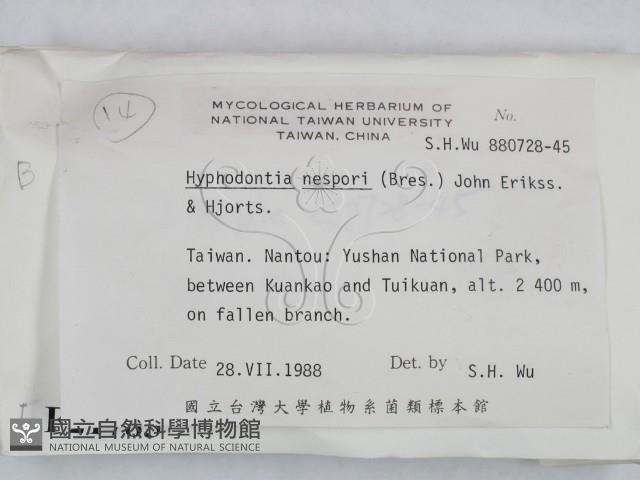 14
MYCOLOGICAL HERBARIUM OF
NATIONAL TAIWAN UNIVERSITY
TAIWAN, CHINA
No.
S.H.Wu 880728-45
B
Hyphodontia nespori (Bres.) John Erikss.
& Hjorts.
Taiwan. Nantou: Yushan National Park,
between Kuankao and Tuikuan, alt. 2 400 m,
on fallen branch.
Coll. Date 28.VII.1988 Det. by S.H. Wu
國立台灣大學植物系菌類標本館
國立自然科學博物館
NATIONAL MUSEUM OF NATURAL SCIENCE